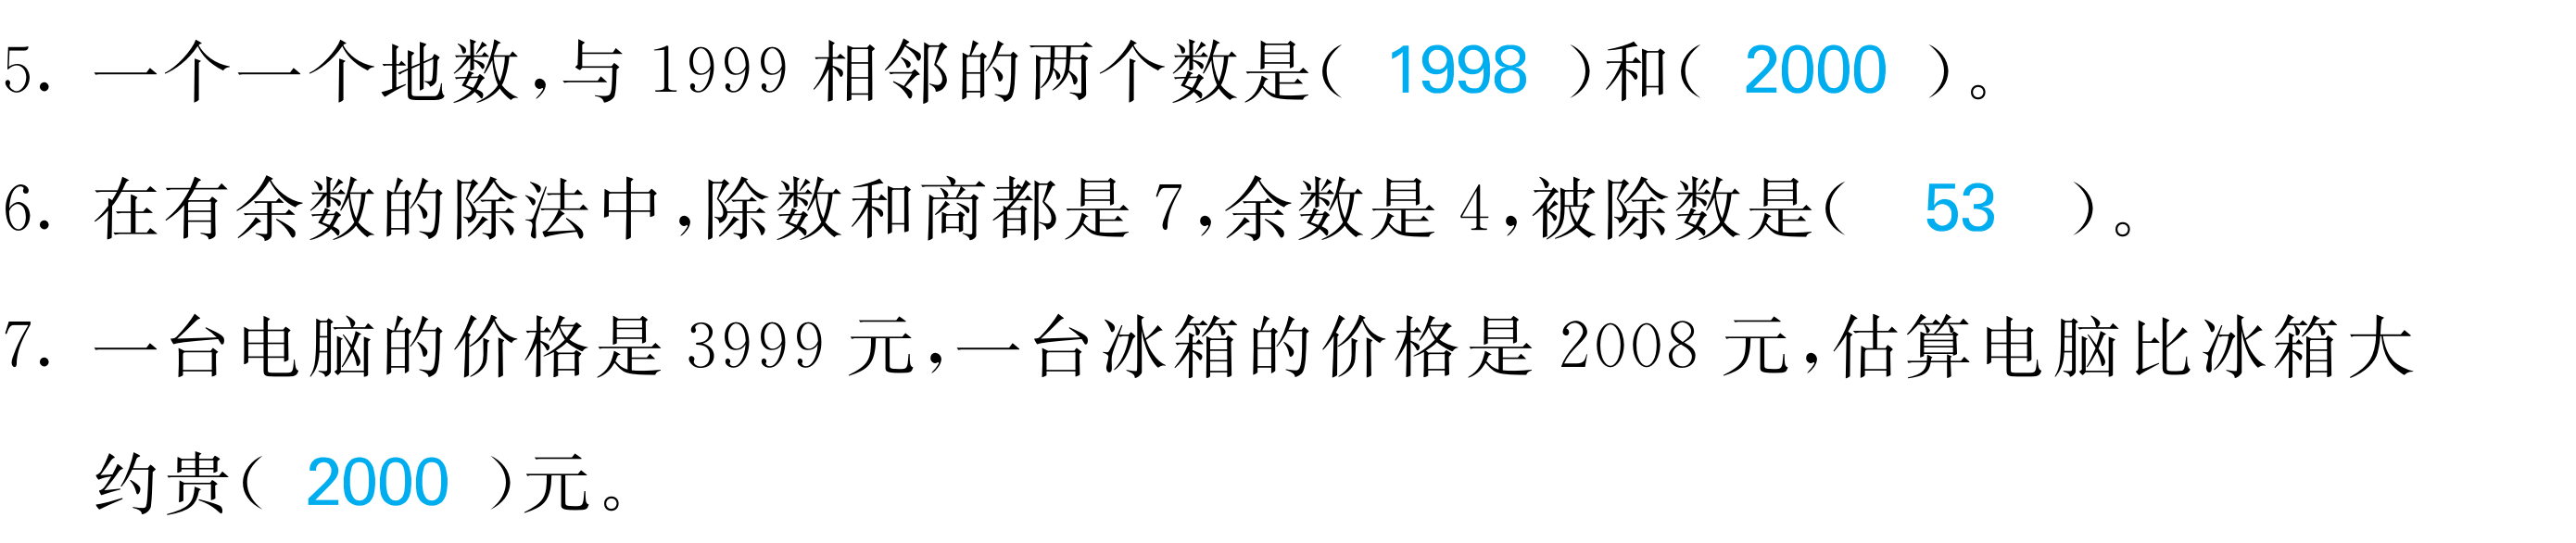 5. 一个一个地数,与 1999 相邻的两个数是( 1998 )和( 2000 )。
6. 在有余数的除法中,除数和商都是 7,余数是 4,被除数是( 53 )。
7. 一台电脑的价格是 3999 元,一台冰箱的价格是 2008 元,估算电脑比冰箱大
约贵( 2000 )元。